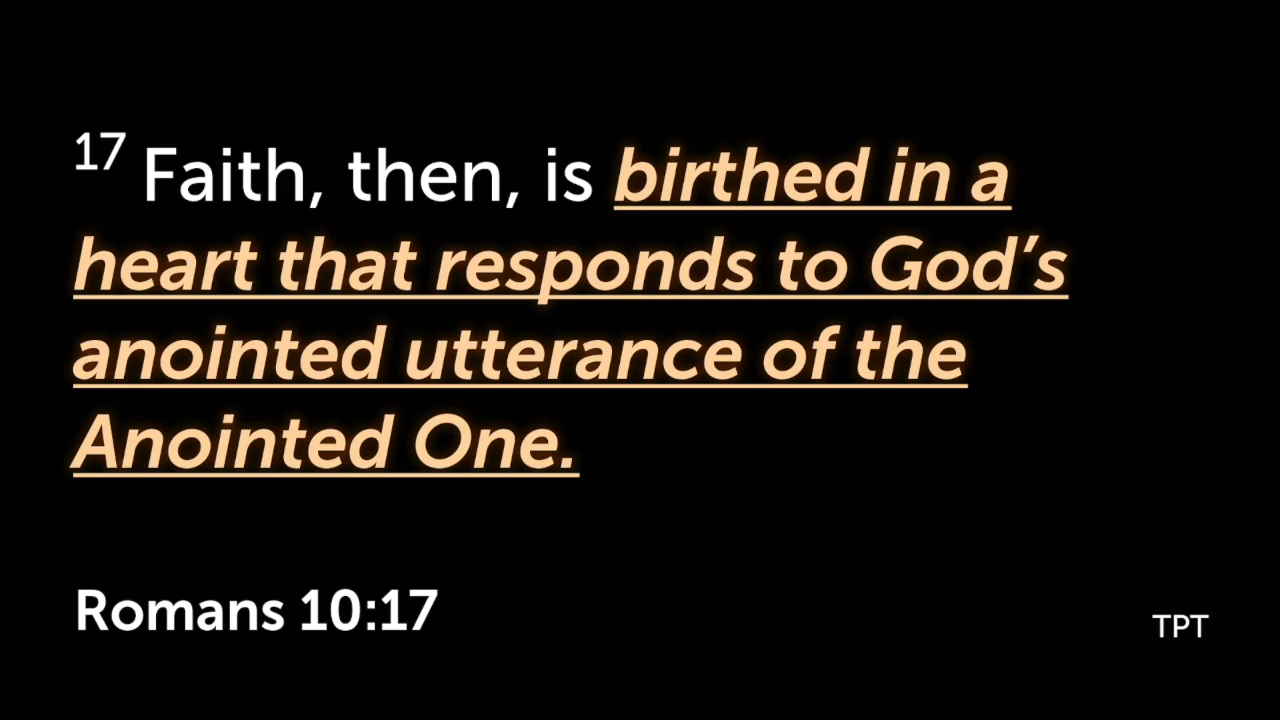 17 Faith, then, is birthed in a
heart that responds to God’s
anointed utterance of the
Anointed One.
Romans 10:17
TPT